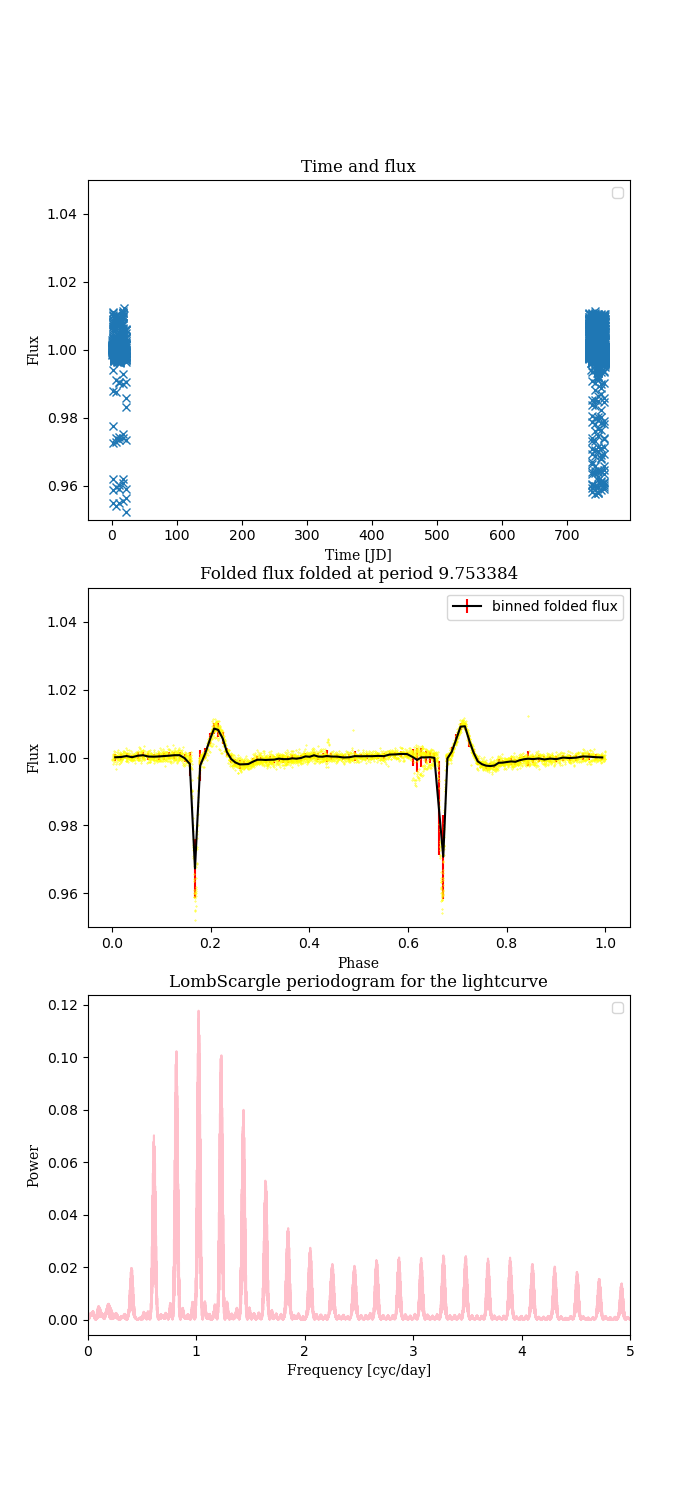 Time and flux
1.04
1.02
1.00
0.98
0.96
Flux
0 100 200 300 400 500 600 700
Time [JD]
Folded flux folded at period 9.753384
binned folded flux
1.04
1.02
1.00
0.98
0.96
Flux
0.0 0.2 0.4 0.6 0.8 1.0
Phase
LombScargle periodogram for the lightcurve
0.12
0.10
0.08
0.06
0.04
0.02
0.00
Power
0 1 2 3 4 5
Frequency [cyc/day]